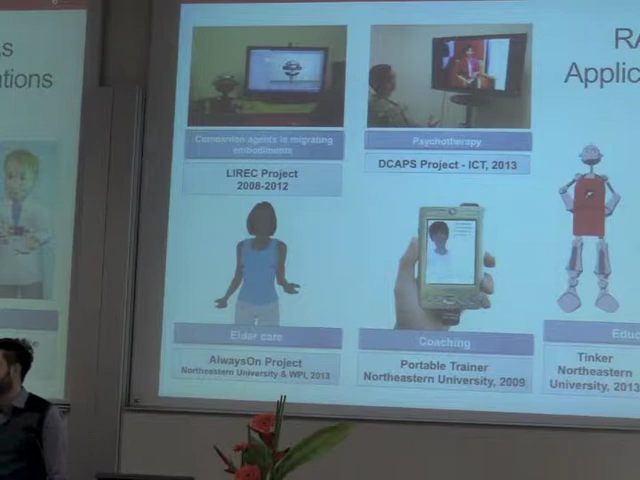 Companion agents in migrating
embodiments
LIREC Project
2008-2012
Psychotherapy
DCAPS Project - ICT, 2013
RA
Applic
Elder care
AlwaysOn Project
Northeastern University & WPI, 2013
Coaching
Portable Trainer
Northeastern University, 2009
Educ
Tinker
Northeastern
University, 2013